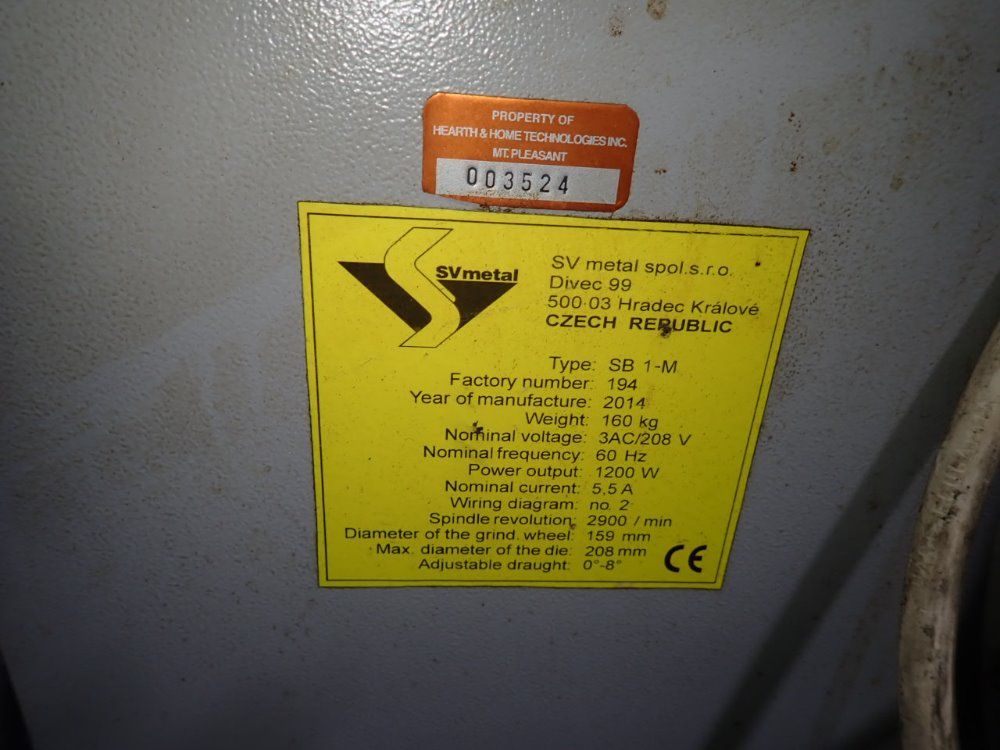 PROPERTY OF
HEARTH & HOME TECHNOLOGIES INC.
MT. PLEASANT
003524
SVmetal
SV metal spol.s.r.o.
Divec 99
500 03 Hradec Králové
CZECH REPUBLIC
Type: SB 1-M
Factory number: 194
Year of manufacture: 2014
Weight: 160 kg
Nominal voltage: 3AC/208 V
Nominal frequency: 60 Hz
Power output: 1200 W
Nominal current: 5,5 A
Wiring diagram: no. 2
Spindle revolution: 2900 / min
Diameter of the grind. wheel: 159 mm
Max. diameter of the die: 208 mm
Adjustable draught: 0°-8°
CE